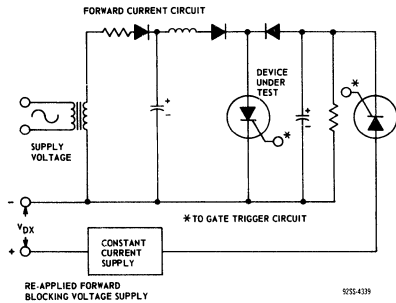 FORWARD CURRENT CIRCUIT
DEVICE
UNDER
TEST
+
-
+
-
*
*
SUPPLY
VOLTAGE
-
VDX
+
*TO GATE TRIGGER CIRCUIT
CONSTANT
CURRENT
SUPPLY
RE-APPLIED FORWARD
BLOCKING VOLTAGE SUPPLY
92SS-4339